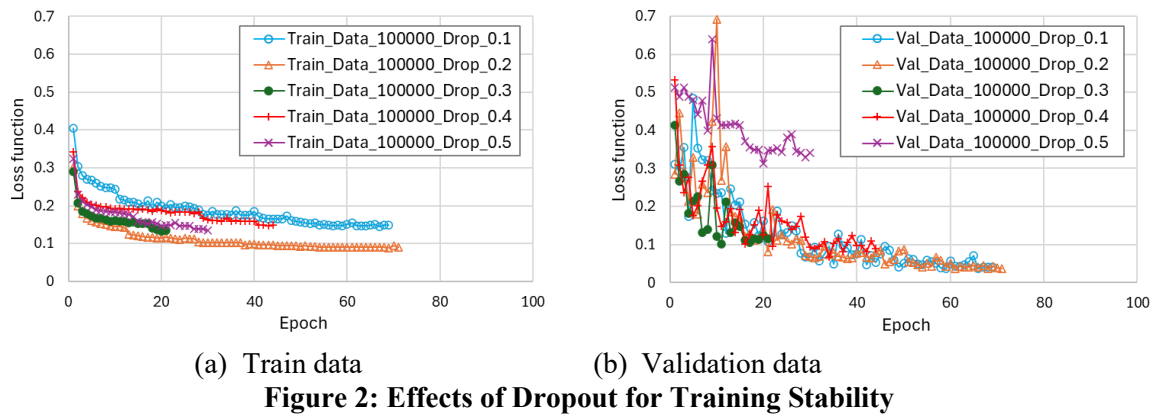 0.7
0.6
0.5
0.4
0.3
0.2
0.1
0
0 20 40 60 80 100
Loss function
Epoch
Train_Data_100000_Drop_0.1
Train_Data_100000_Drop_0.2
Train_Data_100000_Drop_0.3
Train_Data_100000_Drop_0.4
Train_Data_100000_Drop_0.5
0.7
0.6
0.5
0.4
0.3
0.2
0.1
0
0 20 40 60 80 100
Loss function
Epoch
Val_Data_100000_Drop_0.1
Val_Data_100000_Drop_0.2
Val_Data_100000_Drop_0.3
Val_Data_100000_Drop_0.4
Val_Data_100000_Drop_0.5
(a) Train data
(b) Validation data
Figure 2: Effects of Dropout for Training Stability